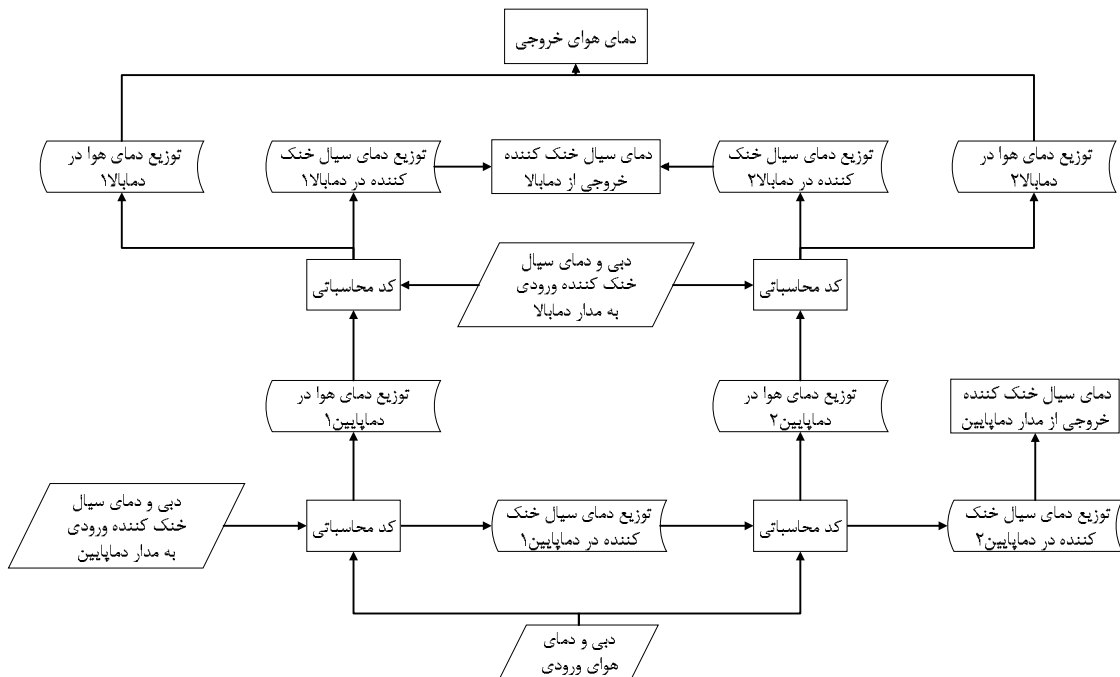 دمای هوای خروجی
توزیع دمای هوا در
دمابالا۲
توزیع دمای سیال خنک
کننده در دمابالا۲
دمای سیال خنک کننده
خروجی از دمابالا
توزیع دمای سیال خنک
کننده در دمابالا۱
توزیع دمای هوا در
دمابالا۱
کد محاسباتی
دبی و دمای سیال
خنک کننده ورودی
به مدار دمابالا
کد محاسباتی
دمای سیال خنک کننده
خروجی از مدار دماپایین
توزیع دمای هوا در
دماپایین۲
توزیع دمای هوا در
دماپایین۱
توزیع دمای سیال خنک
کننده در دماپایین۲
کد محاسباتی
توزیع دمای سیال خنک
کننده در دماپایین۱
کد محاسباتی
دبی و دمای سیال
خنک کننده ورودی
به مدار دماپایین
دبی و دمای
هوای ورودی